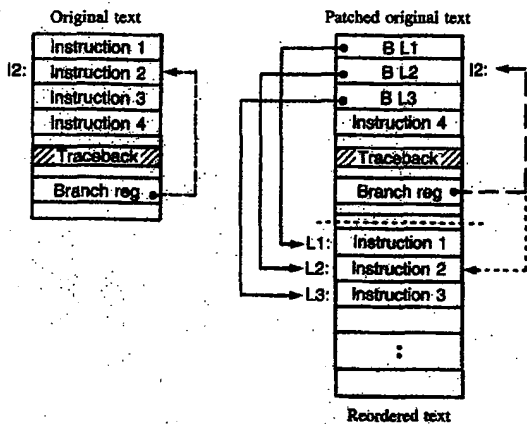 Original text
I2:
Instruction 1
Instruction 2
Instruction 3
Instruction 4
Traceback
Branch reg
Patched original text
B L1
B L2
B L3
I2:
Instruction 4
Traceback
Branch reg
L1: Instruction 1
L2: Instruction 2
L3: Instruction 3
Reordered text